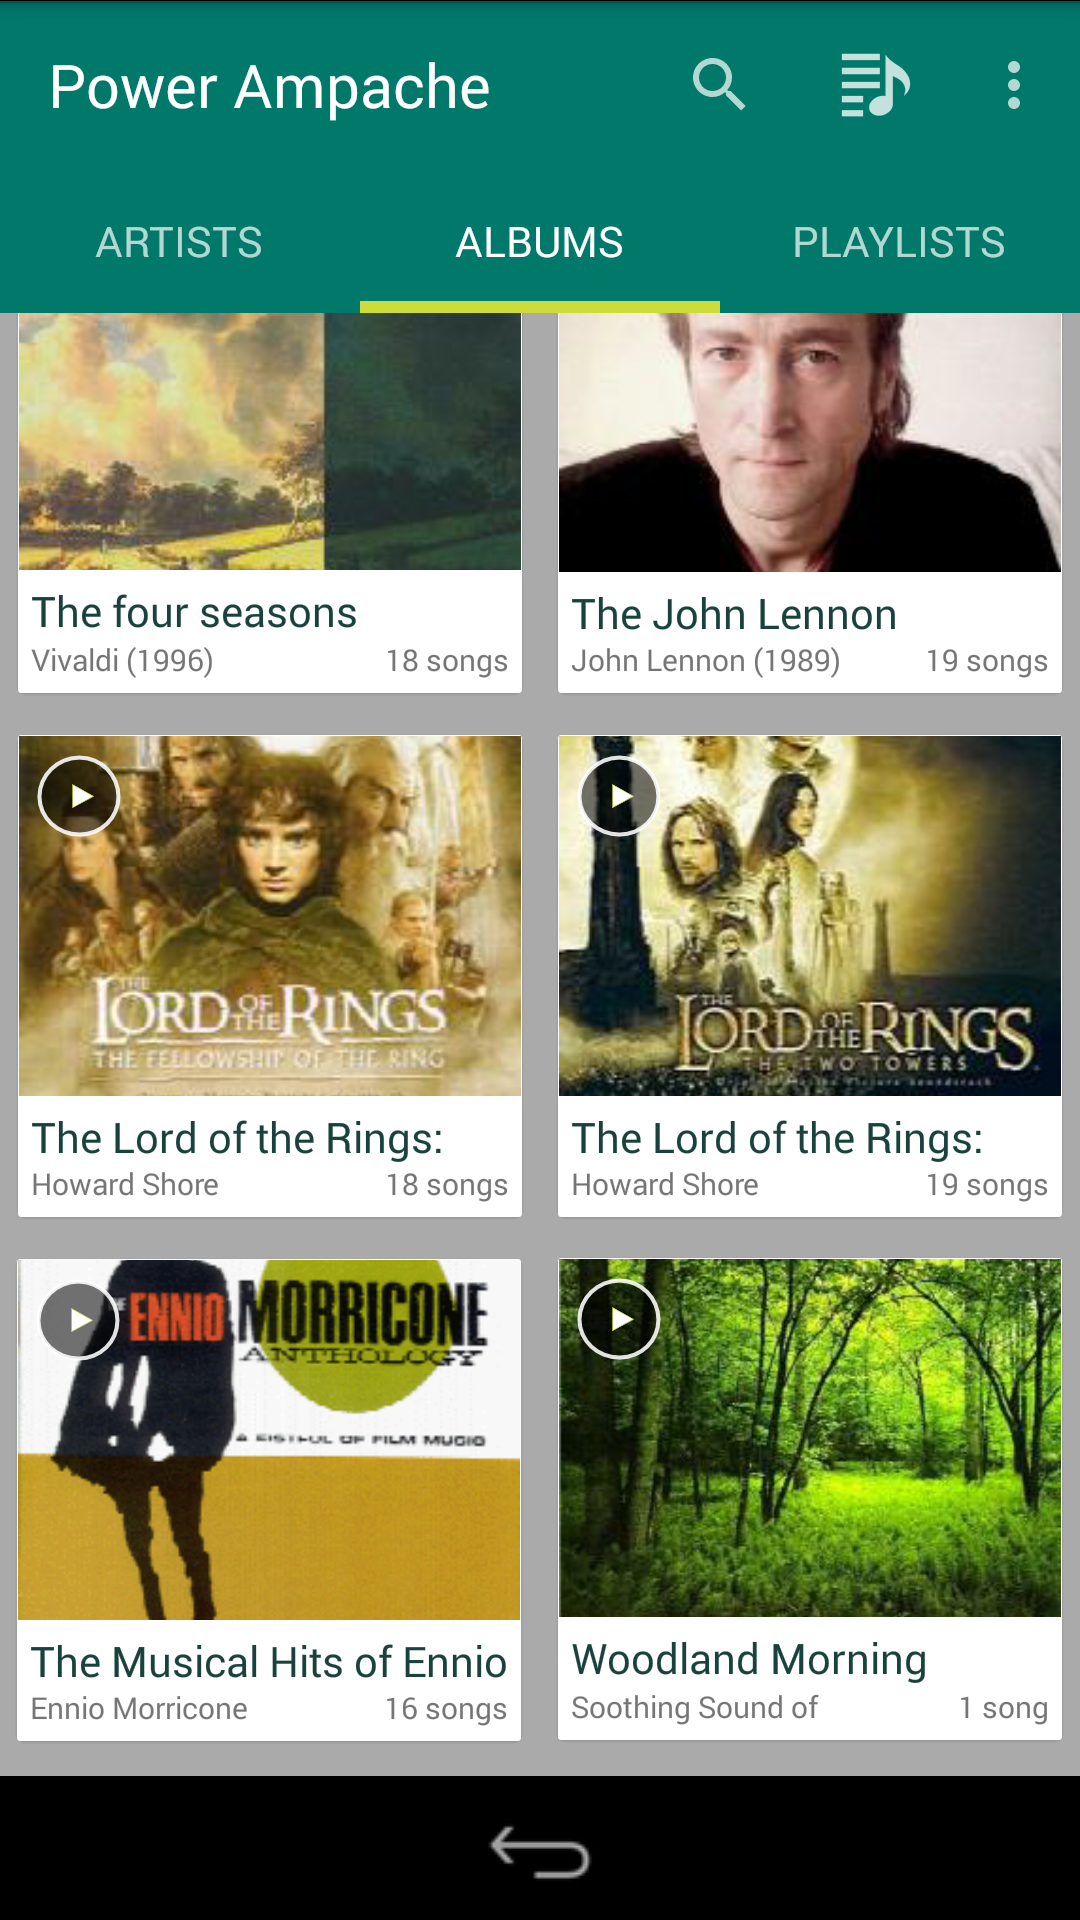 Power Ampache
ARTISTS ALBUMS PLAYLISTS
The four seasons
Vivaldi (1996) 18 songs
The John Lennon
John Lennon (1989) 19 songs
THE
LORD OF THE RINGS
THE FELLOWSHIP OF THE RING
The Lord of the Rings:
Howard Shore 18 songs
THE
LORD OF THE RINGS
THE TWO TOWERS
Original Motion Picture Soundtrack
The Lord of the Rings:
Howard Shore 19 songs
ENNIO MORRICONE
ANTHOLOGY
A FISTFUL OF FILM MUSIC
The Musical Hits of Ennio
Ennio Morricone 16 songs
Woodland Morning
Soothing Sound of 1 song